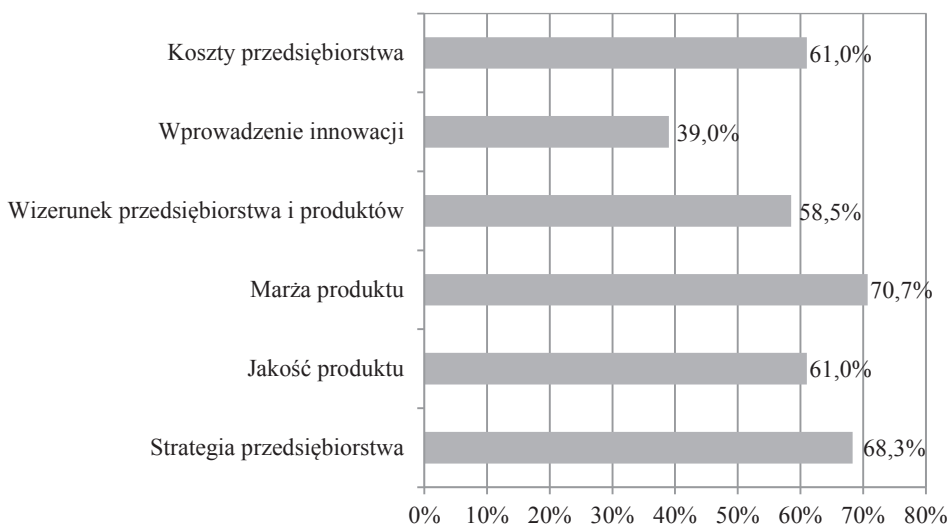 Koszty przedsiębiorstwa
61,0%
Wprowadzenie innowacji
39,0%
Wizerunek przedsiębiorstwa i produktów
58,5%
Marża produktu
70,7%
Jakość produktu
61,0%
Strategia przedsiębiorstwa
68,3%
0% 10% 20% 30% 40% 50% 60% 70% 80%